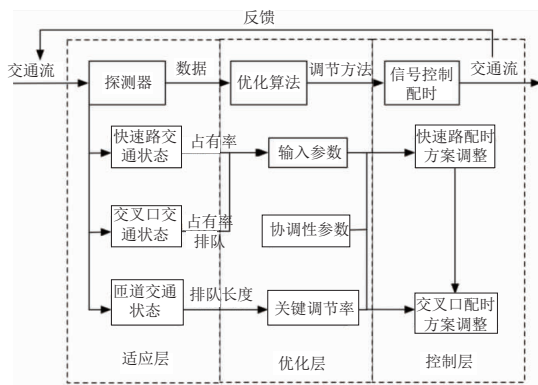 反馈
交通流
探测器
数据
优化算法
调节方法
信号控制
配时
交通流
快速路交
通状态
占有率
输入参数
快速路配时
方案调整
交叉口交
通状态
占有率
排队
协调性参数
匝道交通
状态
排队长度
关键调节率
交叉口配时
方案调整
适应层
优化层
控制层